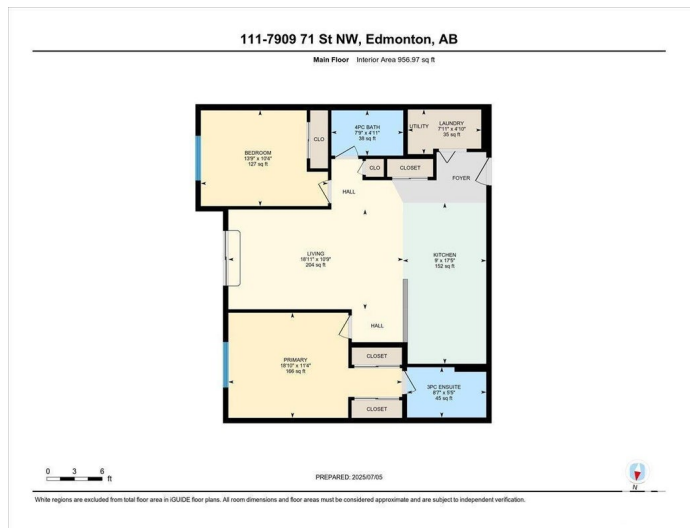 111-7909 71 St NW, Edmonton, AB
Main Floor Interior Area 956.97 sq ft
BEDROOM
13'9" x 10'4"
127 sq ft
CLO
4PC BATH
7'9" x 4'11"
38 sq ft
UTILITY
LAUNDRY
7'11" x 4'10"
35 sq ft
CLO
CLOSET
FOYER
HALL
LIVING
18'11" x 10'9"
204 sq ft
KITCHEN
9' x 17'5"
152 sq ft
HALL
PRIMARY
18'10" x 11'4"
166 sq ft
CLOSET
CLOSET
3PC ENSUITE
8'7" x 5'5"
45 sq ft
0 3 6 ft
PREPARED: 2025/07/05
N
White regions are excluded from total floor area in iGUIDE floor plans. All room dimensions and floor areas must be considered approximate and are subject to independent verification.